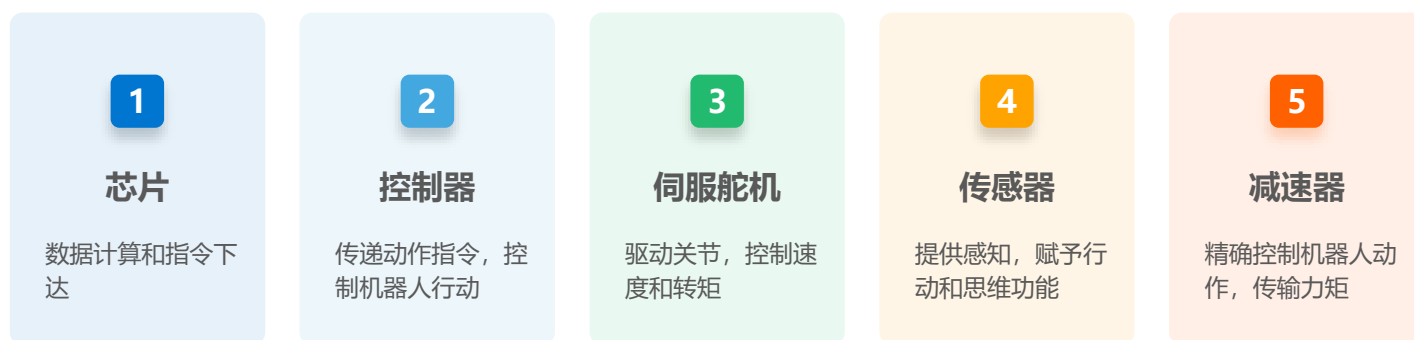 1
芯片
数据计算和指令下
达
2
控制器
传递动作指令，控
制机器人行动
3
伺服舵机
驱动关节，控制速
度和转矩
4
传感器
提供感知，赋予行
动和思维功能
5
减速器
精确控制机器人动
作，传输力矩